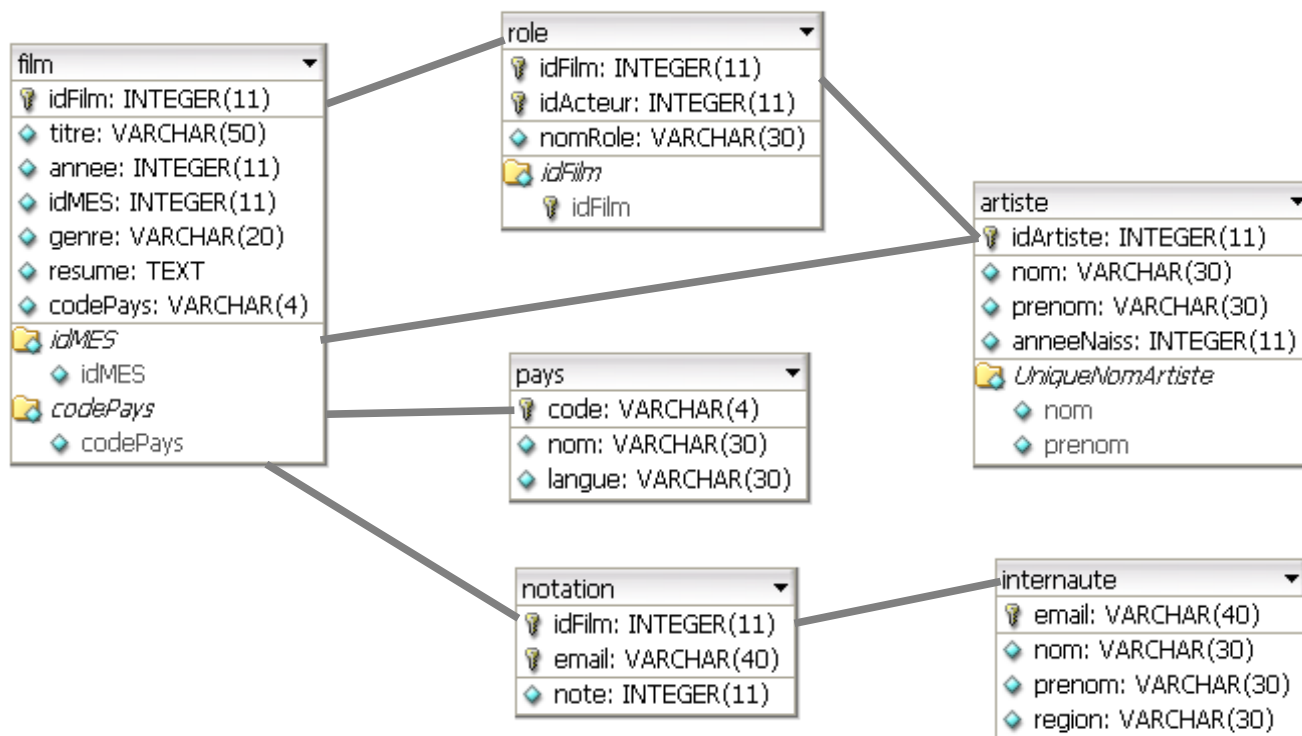 film
idFilm: INTEGER(11)
titre: VARCHAR(50)
annee: INTEGER(11)
idMES: INTEGER(11)
genre: VARCHAR(20)
resume: TEXT
codePays: VARCHAR(4)
idMES
idMES
codePays
codePays
role
idFilm: INTEGER(11)
idActeur: INTEGER(11)
nomRole: VARCHAR(30)
idFilm
idFilm
artiste
idArtiste: INTEGER(11)
nom: VARCHAR(30)
prenom: VARCHAR(30)
anneeNaiss: INTEGER(11)
UniqueNomArtiste
nom
prenom
pays
code: VARCHAR(4)
nom: VARCHAR(30)
langue: VARCHAR(30)
notation
idFilm: INTEGER(11)
email: VARCHAR(40)
note: INTEGER(11)
internaute
email: VARCHAR(40)
nom: VARCHAR(30)
prenom: VARCHAR(30)
region: VARCHAR(30)